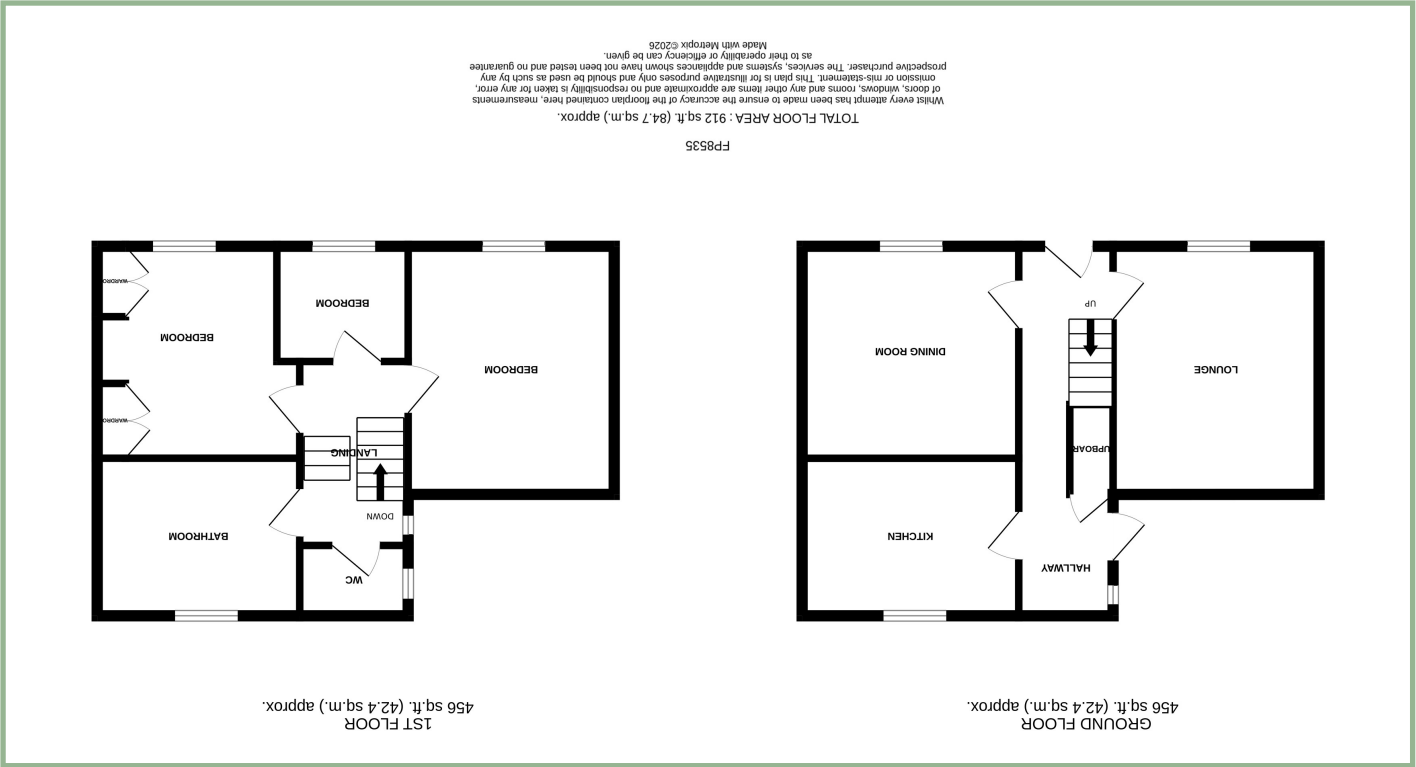 GROUND FLOOR
456 sq.ft. (42.4 sq.m.) approx.
1ST FLOOR
456 sq.ft. (42.4 sq.m.) approx.
HALLWAY
KITCHEN
UPBOAR
LOUNGE
DINING ROOM
UP
WC
BATHROOM
DOWN
LANDING
WARDRO
BEDROOM
BEDROOM
BEDROOM
WARDRO
FP8535
TOTAL FLOOR AREA : 912 sq.ft. (84.7 sq.m.) approx.
Whilst every attempt has been made to ensure the accuracy of the floorplan contained here, measurements
of doors, windows, rooms and any other items are approximate and no responsibility is taken for any error,
omission or mis-statement. This plan is for illustrative purposes only and should be used as such by any
prospective purchaser. The services, systems and appliances shown have not been tested and no guarantee
as to their operability or efficiency can be given.
Made with Metropix ©2026